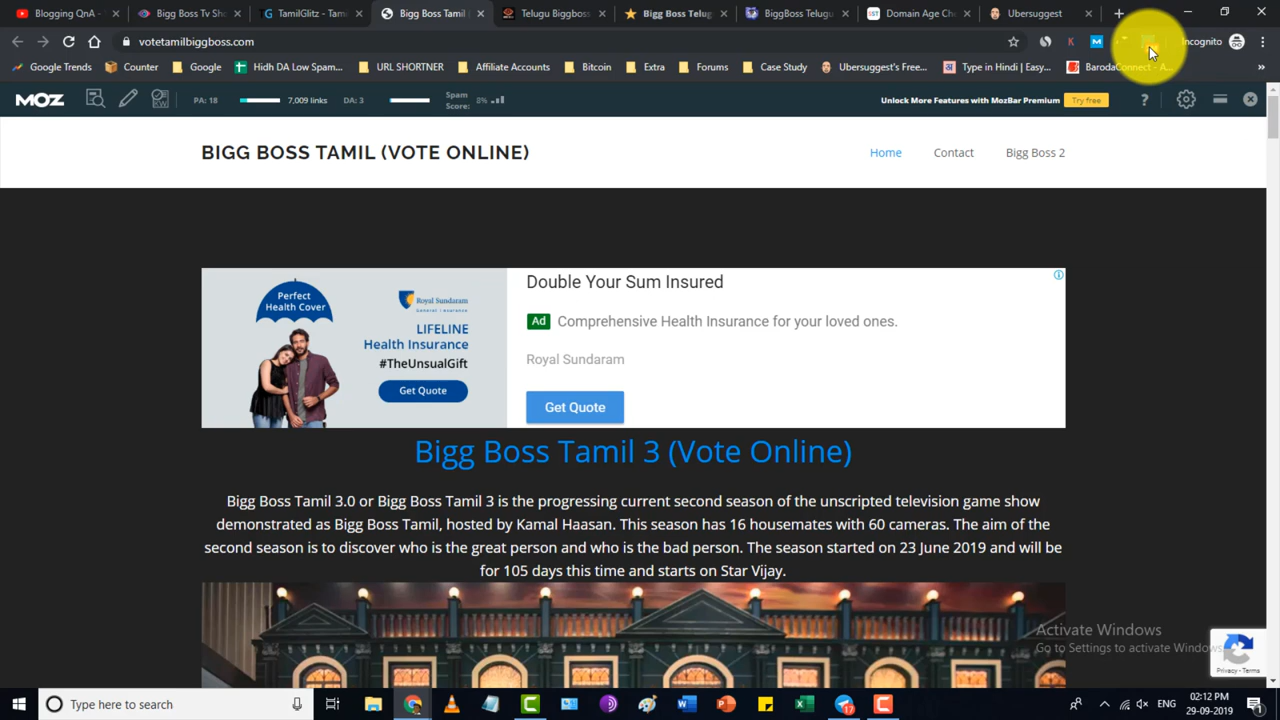 Blogging QnA -
Bigg Boss Tv Sho
TamilGlitz - Tam
Bigg Boss Tamil
Telugu Biggboss
Bigg Boss Telug
BiggBoss Telugu
Domain Age Che
Ubersuggest
votetamilbiggboss.com
Incognito
Google Trends
Counter
Google
Hidh DA Low Spam...
URL SHORTNER
Affiliate Accounts
Bitcoin
Extra
Forums
Case Study
Ubersuggest's Free...
Type in Hindi | Easy...
BarodaConnect - A...
MOZ
PA: 18
7,009 links
DA: 3
Spam
Score:
8%
Unlock More Features with MozBar Premium
Try free
BIGG BOSS TAMIL (VOTE ONLINE)
Home
Contact
Bigg Boss 2
Perfect
Health Cover
Royal Sundaram
General Insurance
LIFELINE
Health Insurance
#TheUnsualGift
Get Quote
Double Your Sum Insured
Ad
Comprehensive Health Insurance for your loved ones.
Royal Sundaram
Get Quote
Bigg Boss Tamil 3 (Vote Online)
Bigg Boss Tamil 3.0 or Bigg Boss Tamil 3 is the progressing current second season of the unscripted television game show
demonstrated as Bigg Boss Tamil, hosted by Kamal Haasan. This season has 16 housemates with 60 cameras. The aim of the
second season is to discover who is the great person and who is the bad person. The season started on 23 June 2019 and will be
for 105 days this time and starts on Star Vijay.
Activate Windows
Go to Settings to activate Windows.
Privacy - Terms
Type here to search
17
ENG
02:12 PM
29-09-2019
1